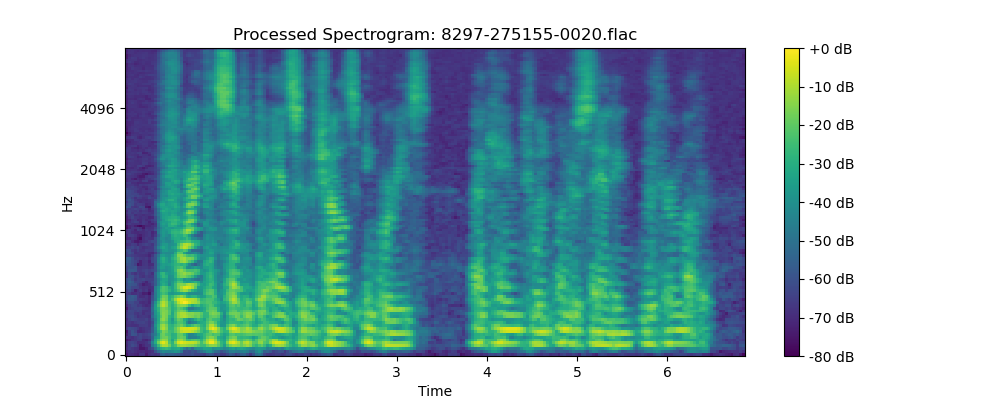 Processed Spectrogram: 8297-275155-0020.flac
+0 dB
-10 dB
4096
-20 dB
-30 dB
2048
Hz
-40 dB
1024
-50 dB
-60 dB
512
-70 dB
0
-80 dB
0 1 2 3 4 5 6
Time